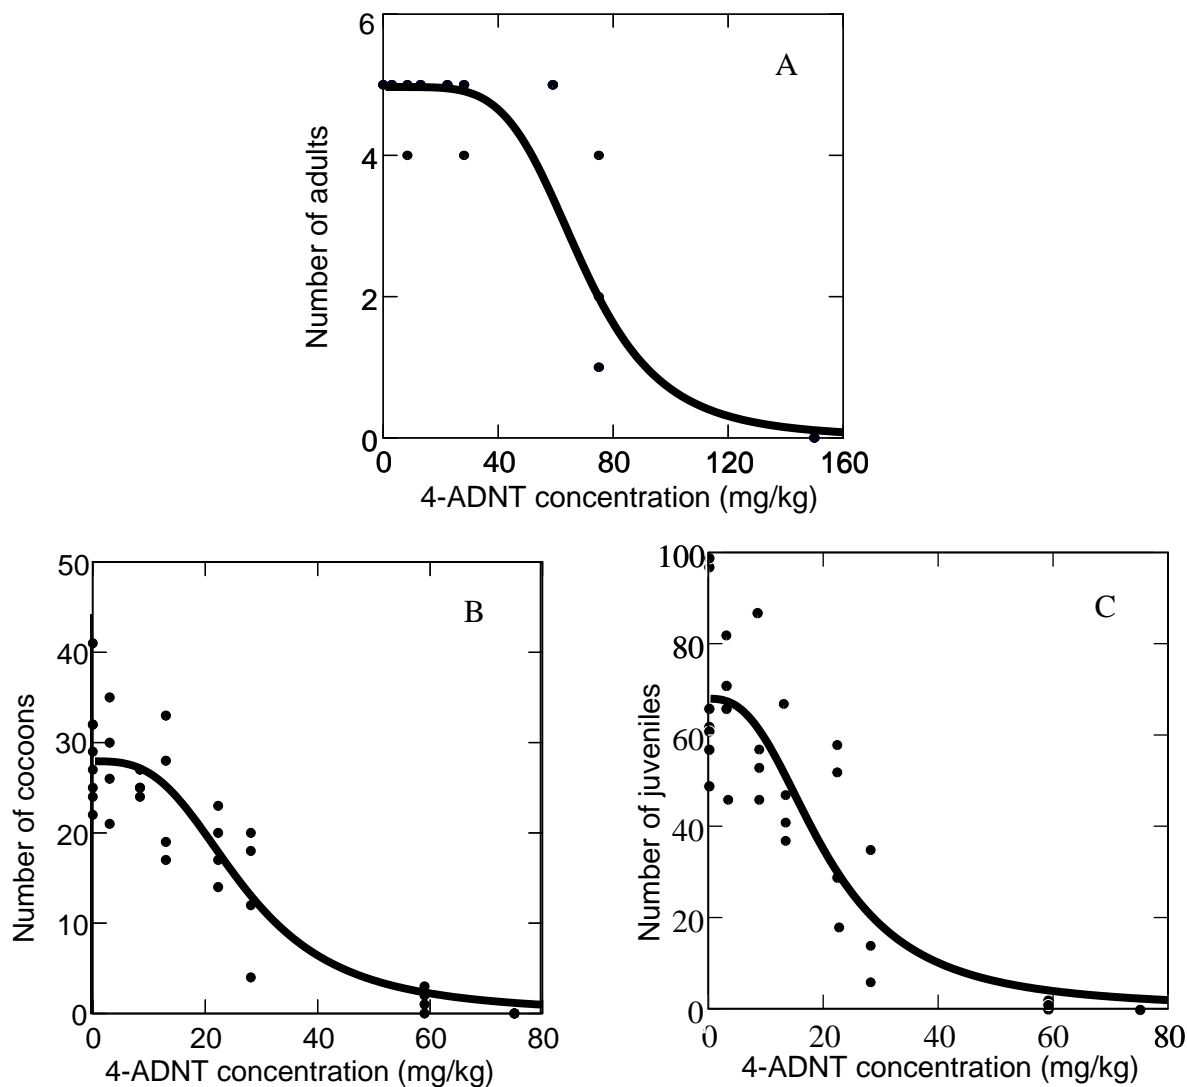 6
A
4
Number of adults
2
0
0 40 80 120 160
4-ADNT concentration (mg/kg)
50
B
40
30
Number of cocoons
20
10
0
0 20 40 60 80
4-ADNT concentration (mg/kg)
100
C
80
60
Number of juveniles
40
20
0
0 20 40 60 80
4-ADNT concentration (mg/kg)